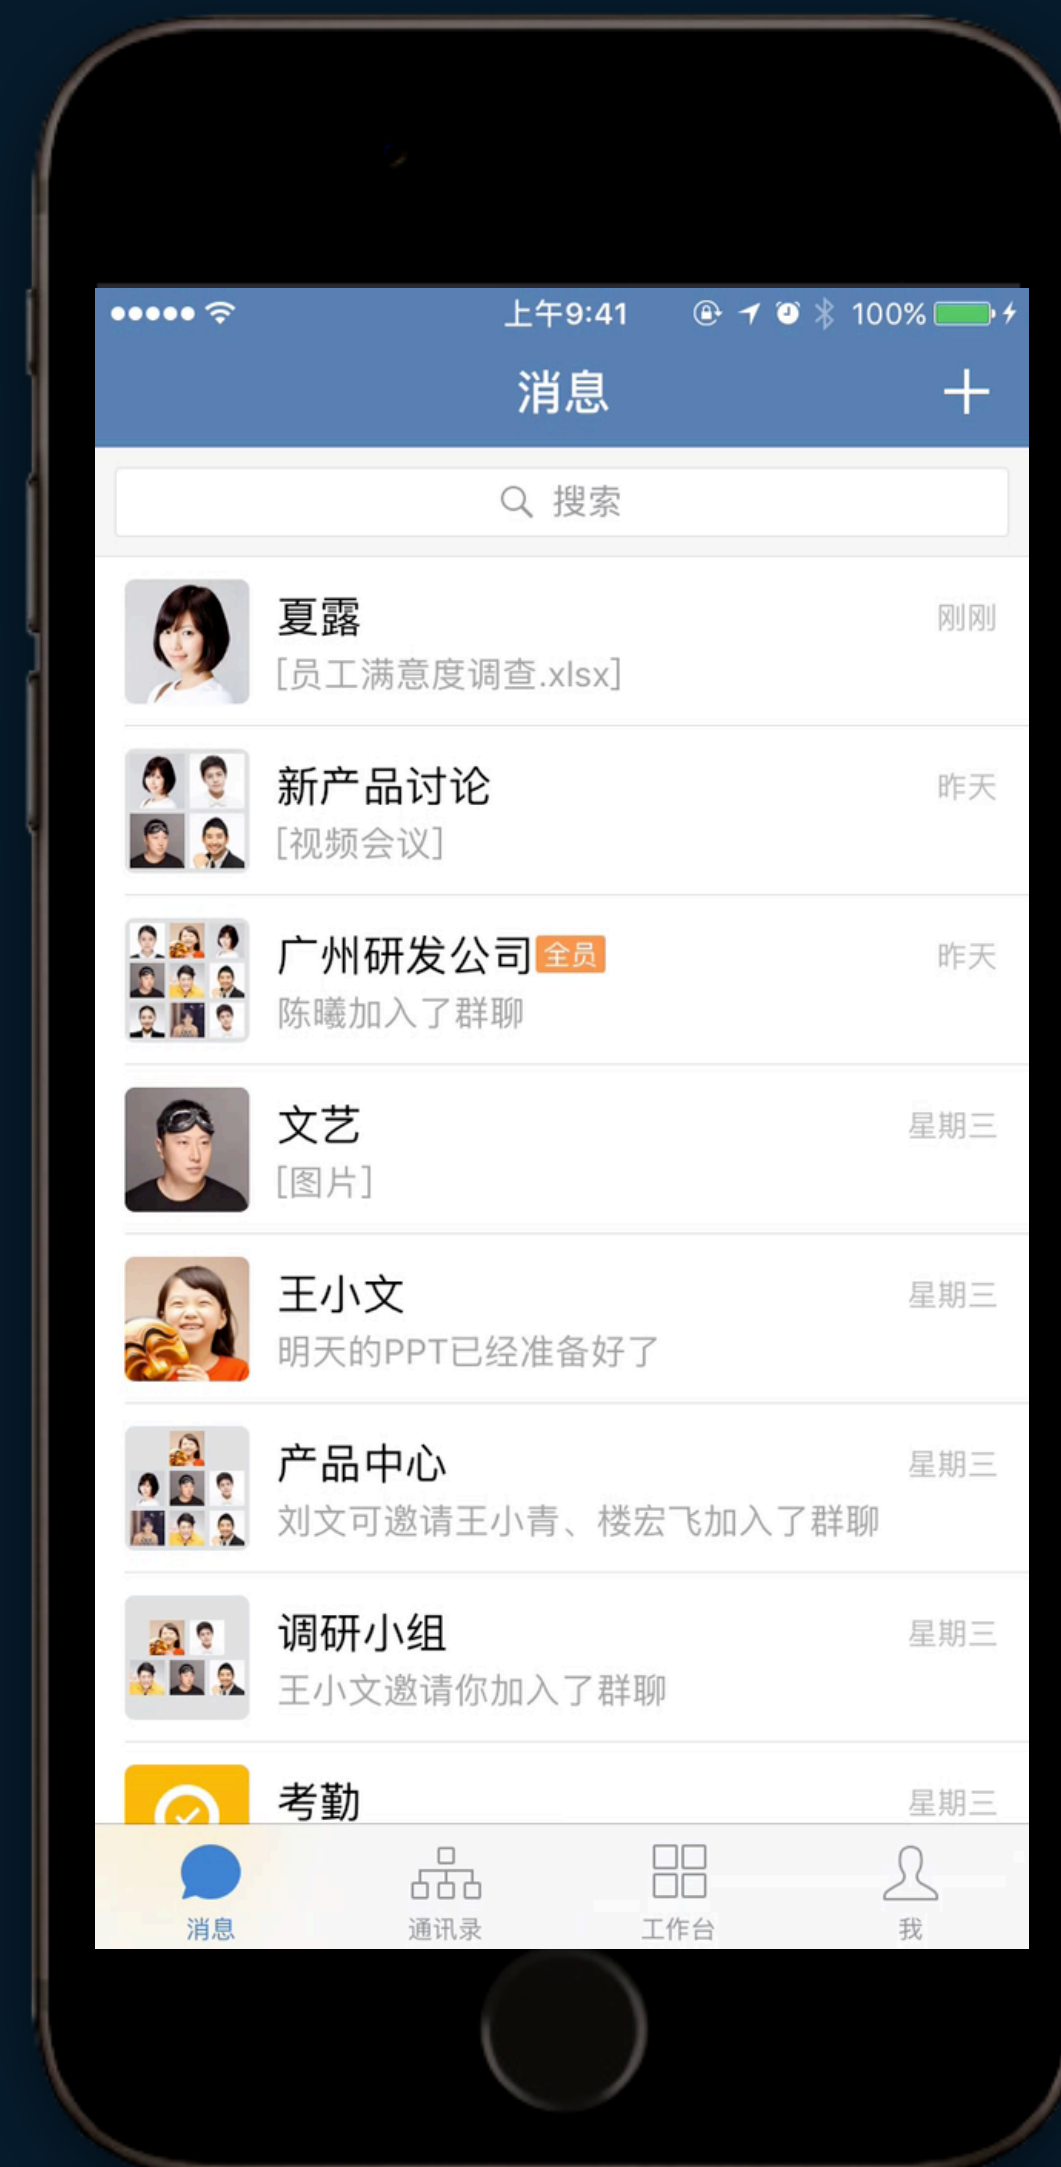 上午9:41 100%
消息
搜索
夏露 刚刚
[员工满意度调查.xlsx]
新产品讨论 昨天
[视频会议]
广州研发公司 全员 昨天
陈曦加入了群聊
文艺 星期三
[图片]
王小文 星期三
明天的PPT已经准备好了
产品中心 星期三
刘文可邀请王小青、楼宏飞加入了群聊
调研小组 星期三
王小文邀请你加入了群聊
考勤 星期三
消息 通讯录 工作台 我